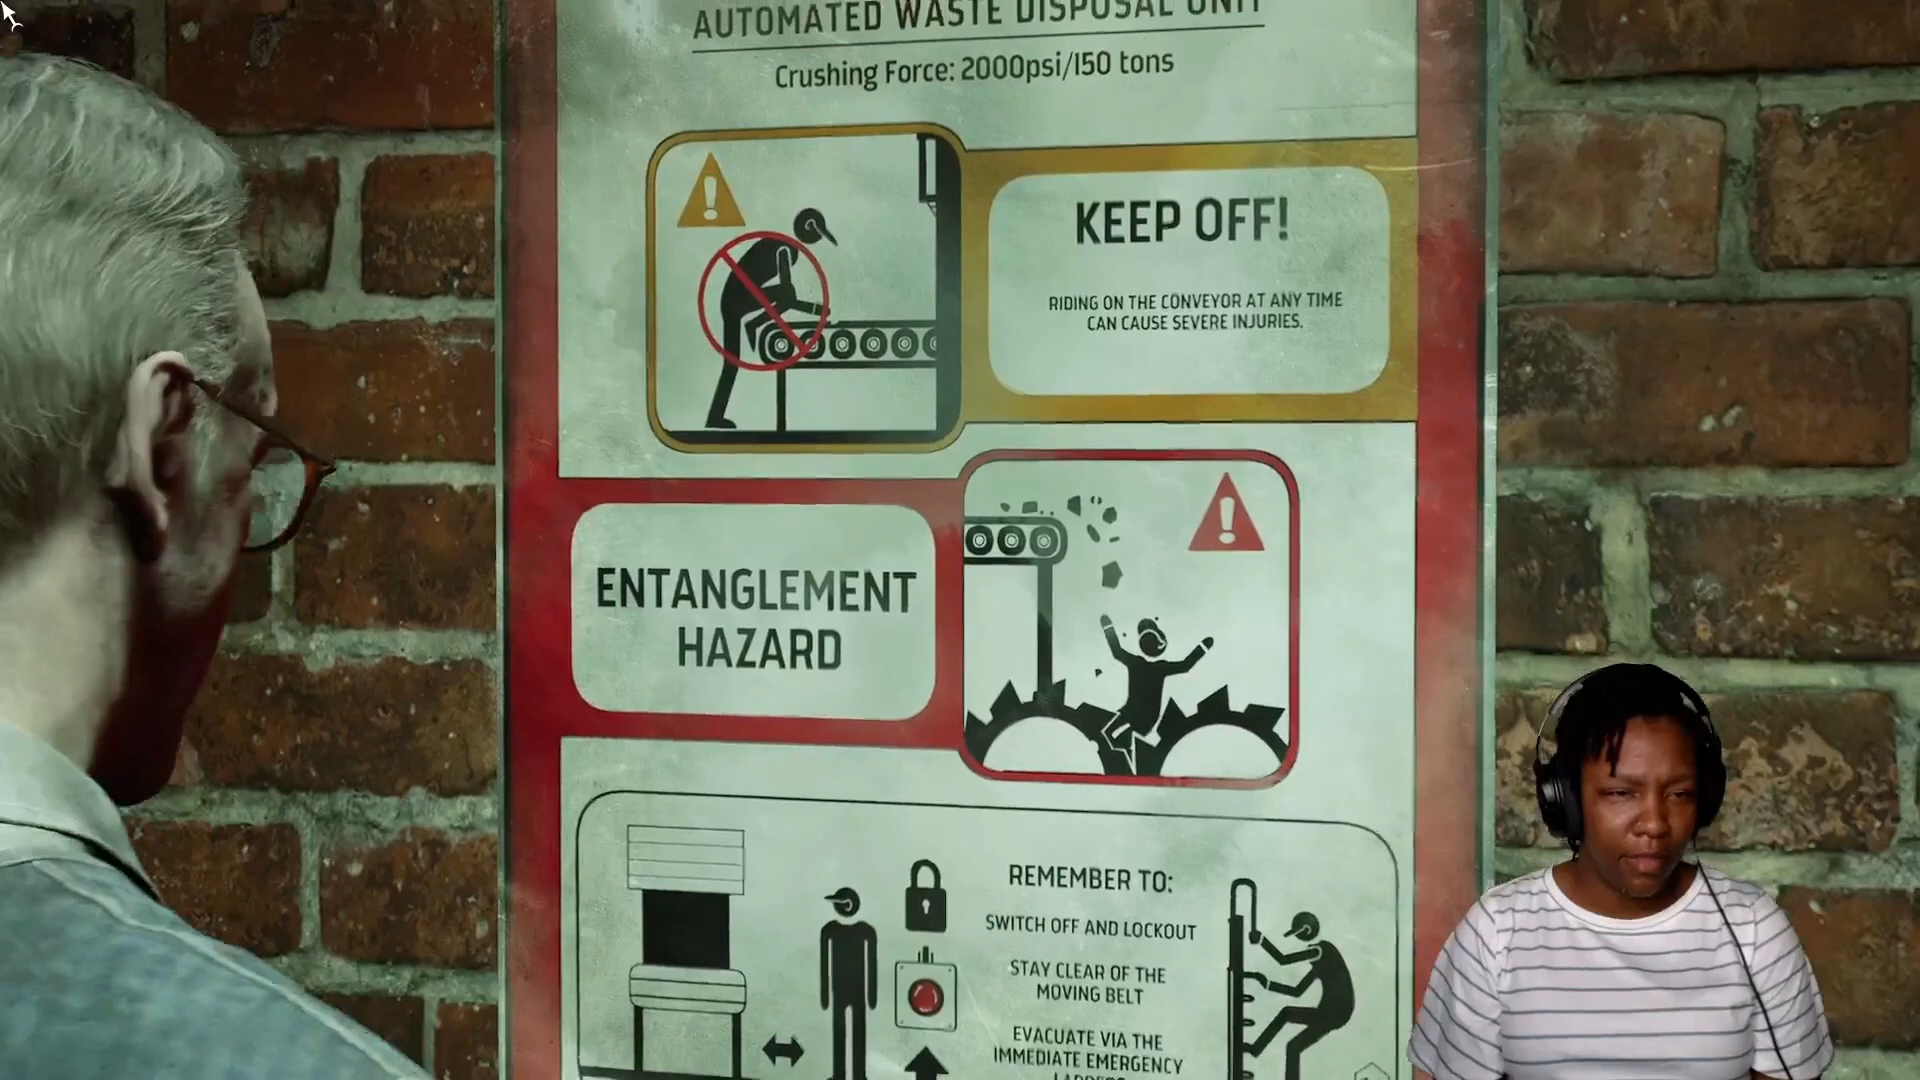 AUTOMATED WASTE DISPOSAL UNIT
Crushing Force: 2000psi/150 tons
KEEP OFF!
RIDING ON THE CONVEYOR AT ANY TIME
CAN CAUSE SEVERE INJURIES.
ENTANGLEMENT
HAZARD
REMEMBER TO:
SWITCH OFF AND LOCKOUT
STAY CLEAR OF THE
MOVING BELT
EVACUATE VIA THE
IMMEDIATE EMERGENCY
LADDERS